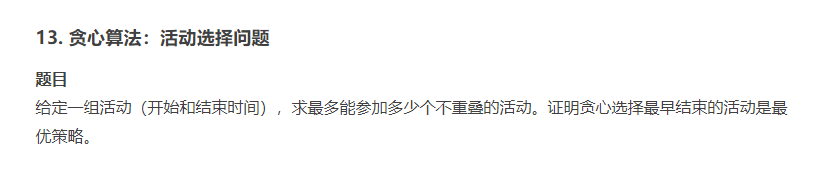 13. 贪心算法：活动选择问题
题目
给定一组活动（开始和结束时间），求最多能参加多少个不重叠的活动。证明贪心选择最早结束的活动是最
优策略。